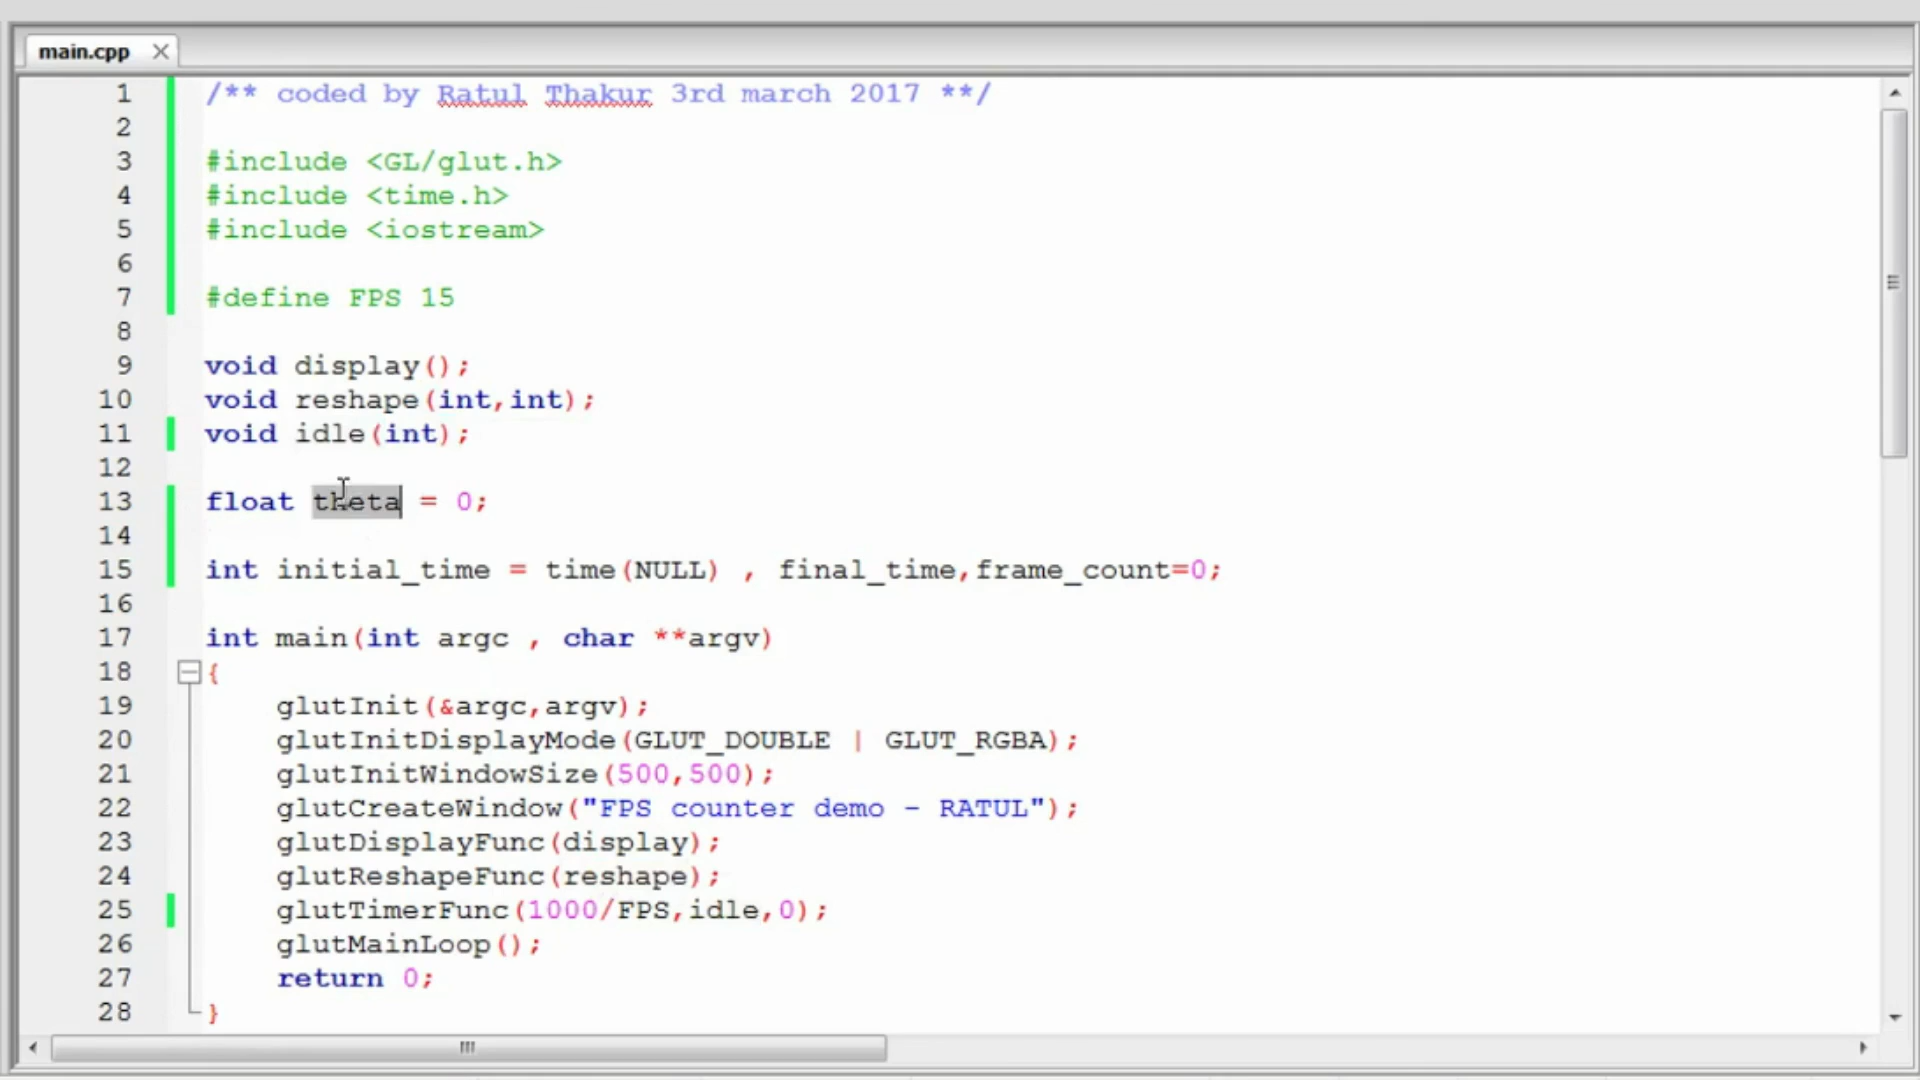 main.cpp
1 /** coded by Ratul Thakur 3rd march 2017 **/
2
3 #include <GL/glut.h>
4 #include <time.h>
5 #include <iostream>
6
7 #define FPS 15
8
9 void display();
10 void reshape(int,int);
11 void idle(int);
12
13 float theta = 0;
14
15 int initial_time = time(NULL) , final_time,frame_count=0;
16
17 int main(int argc , char **argv)
18 {
19     glutInit(&argc,argv);
20     glutInitDisplayMode(GLUT_DOUBLE | GLUT_RGBA);
21     glutInitWindowSize(500,500);
22     glutCreateWindow("FPS counter demo - RATUL");
23     glutDisplayFunc(display);
24     glutReshapeFunc(reshape);
25     glutTimerFunc(1000/FPS,idle,0);
26     glutMainLoop();
27     return 0;
28 }